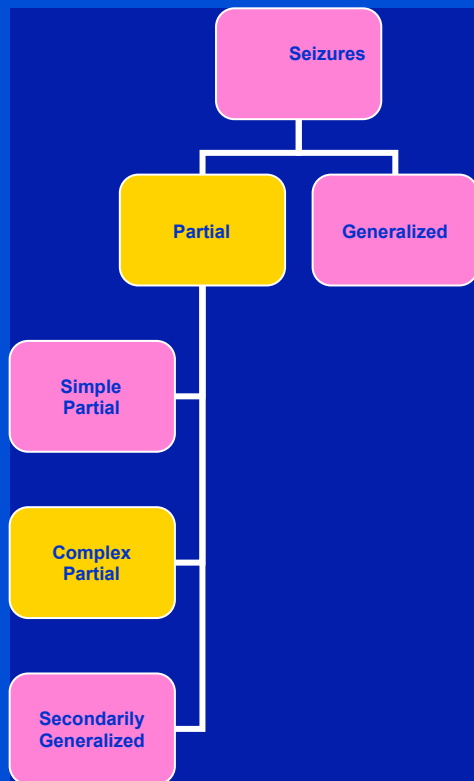 Seizures
Partial
Generalized
Simple
Partial
Complex
Partial
Secondarily
Generalized